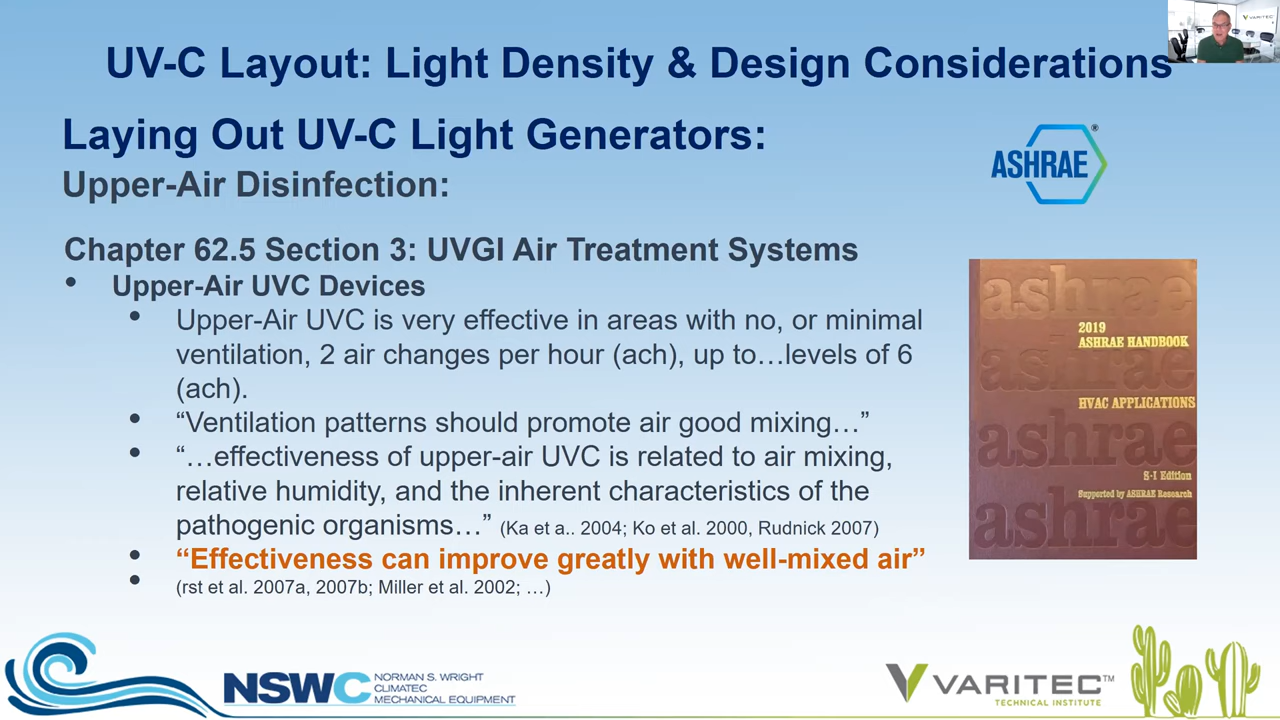 UV-C Layout: Light Density & Design Considerations
VARITEC
Laying Out UV-C Light Generators:
Upper-Air Disinfection:
ASHRAE®
Chapter 62.5 Section 3: UVGI Air Treatment Systems
• Upper-Air UVC Devices
• Upper-Air UVC is very effective in areas with no, or minimal
ventilation, 2 air changes per hour (ach), up to…levels of 6
(ach).
• “Ventilation patterns should promote air good mixing…”
• “…effectiveness of upper-air UVC is related to air mixing,
relative humidity, and the inherent characteristics of the
pathogenic organisms…” (Ka et a.. 2004; Ko et al. 2000, Rudnick 2007)
• “Effectiveness can improve greatly with well-mixed air”
• (rst et al. 2007a, 2007b; Miller et al. 2002; …)
ashrae
2019
ASHRAE HANDBOOK
ashrae
HVAC APPLICATIONS
ashrae
S-I Edition
Supported by ASHRAE Research
ashrae
NSWC
NORMAN S. WRIGHT
CLIMATEC
MECHANICAL EQUIPMENT
VARITEC™
TECHNICAL INSTITUTE